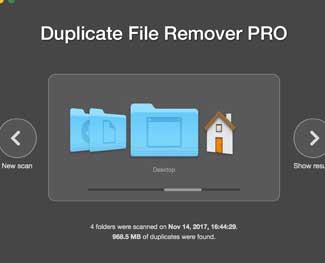 Duplicate File Remover PRO
Desktop
New scan
Show resu
4 folders were scanned on Nov 14, 2017, 16:44:29.
968.5 MB of duplicates were found.